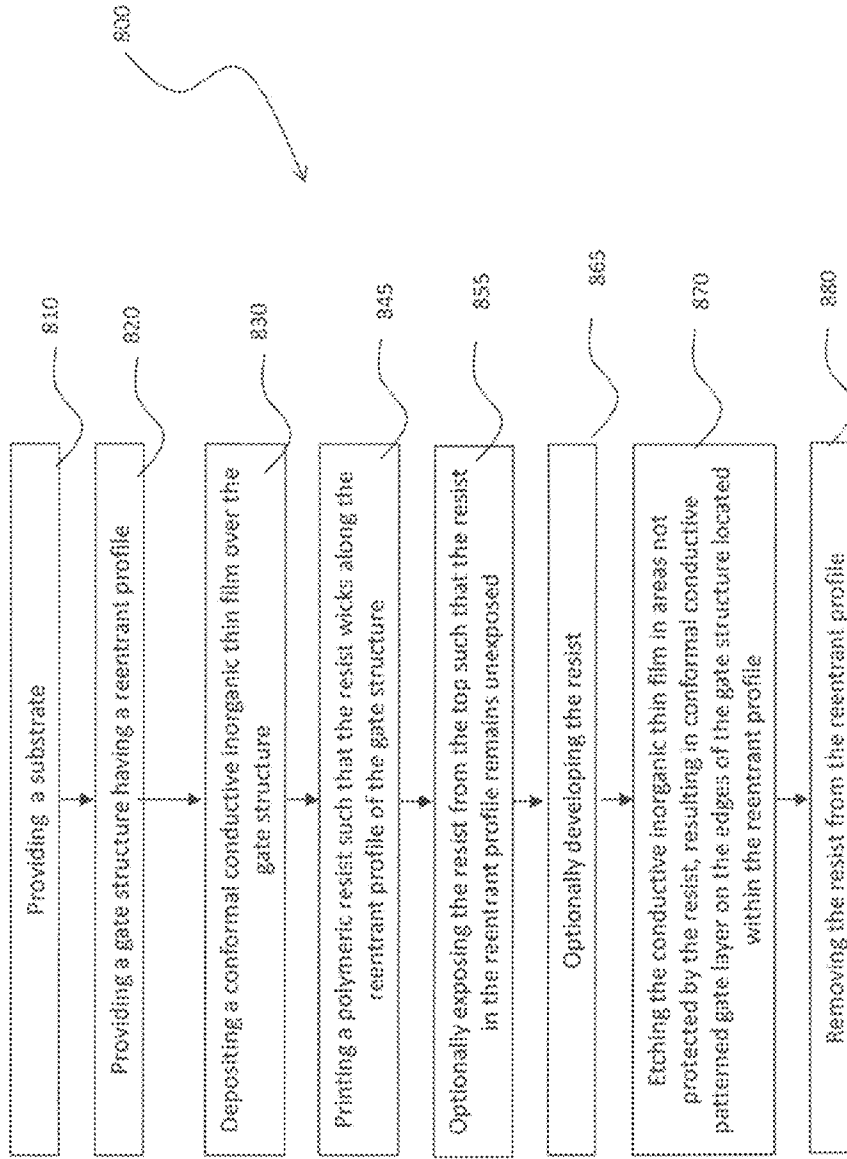 800
Providing a substrate
810
Providing a gate structure having a reentrant profile
820
Depositing a conformal conductive inorganic thin film over the
gate structure
830
Printing a polymeric resist such that the resist wicks along the
reentrant profile of the gate structure
845
Optionally exposing the resist from the top such that the resist
in the reentrant profile remains unexposed
855
Optionally developing the resist
865
Etching the conductive inorganic thin film in areas not
protected by the resist, resulting in conformal conductive
patterned gate layer on the edges of the gate structure located
within the reentrant profile
870
Removing the resist from the reentrant profile
880